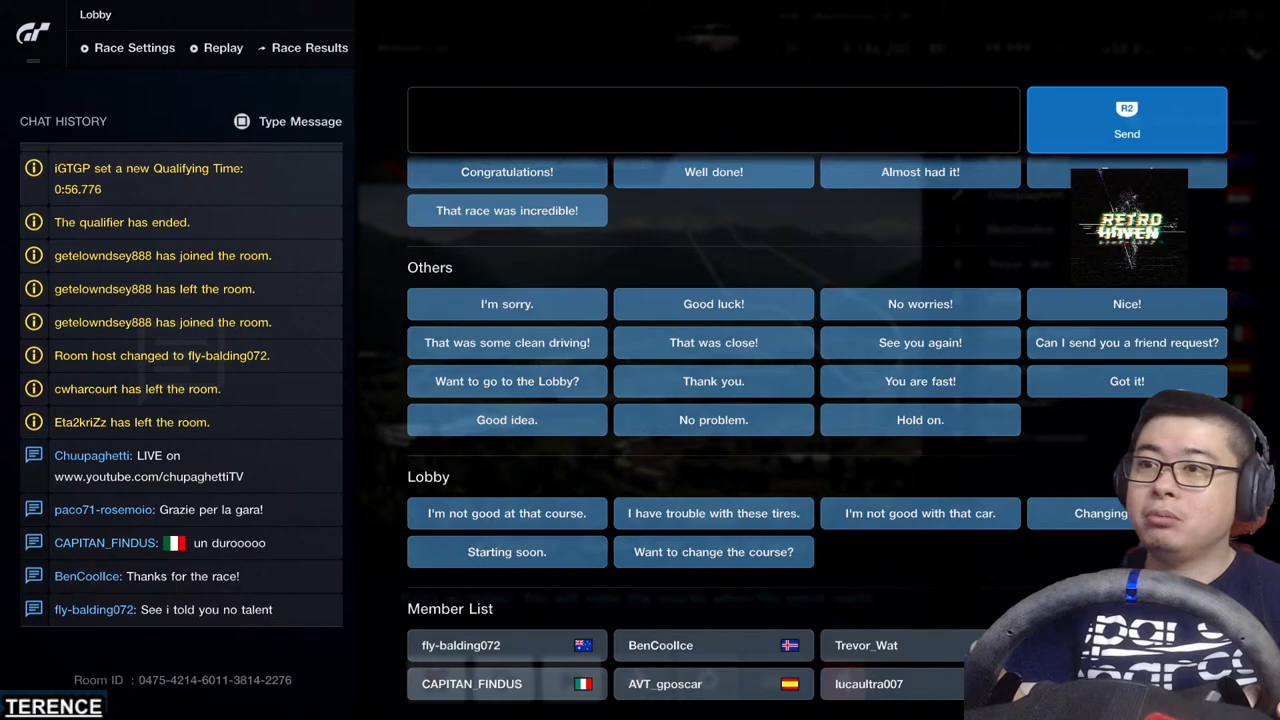 Lobby
Race Settings Replay Race Results
CHAT HISTORY Type Message
iGTGP set a new Qualifying Time:
0:56.776
The qualifier has ended.
getelowndsey888 has joined the room.
getelowndsey888 has left the room.
getelowndsey888 has joined the room.
Room host changed to fly-balding072.
cwharcourt has left the room.
Eta2kriZz has left the room.
Chuupaghetti: LIVE on
www.youtube.com/chupaghettiTV
paco71-rosemoio: Grazie per la gara!
CAPITAN_FINDUS: un durooooo
BenCoolIce: Thanks for the race!
fly-balding072: See i told you no talent
Room ID : 0475-4214-6011-3814-2276
TERENCE
R2
Send
Congratulations! Well done! Almost had it!
That race was incredible!
RETRO
Others
I'm sorry. Good luck! No worries! Nice!
That was some clean driving! That was close! See you again! Can I send you a friend request?
Want to go to the Lobby? Thank you. You are fast! Got it!
Good idea. No problem. Hold on.
Lobby
I'm not good at that course. I have trouble with these tires. I'm not good with that car. Changing
Starting soon. Want to change the course?
Member List
fly-balding072 BenCoolIce Trevor_Wat
CAPITAN_FINDUS AVT_gposcar lucaultra007